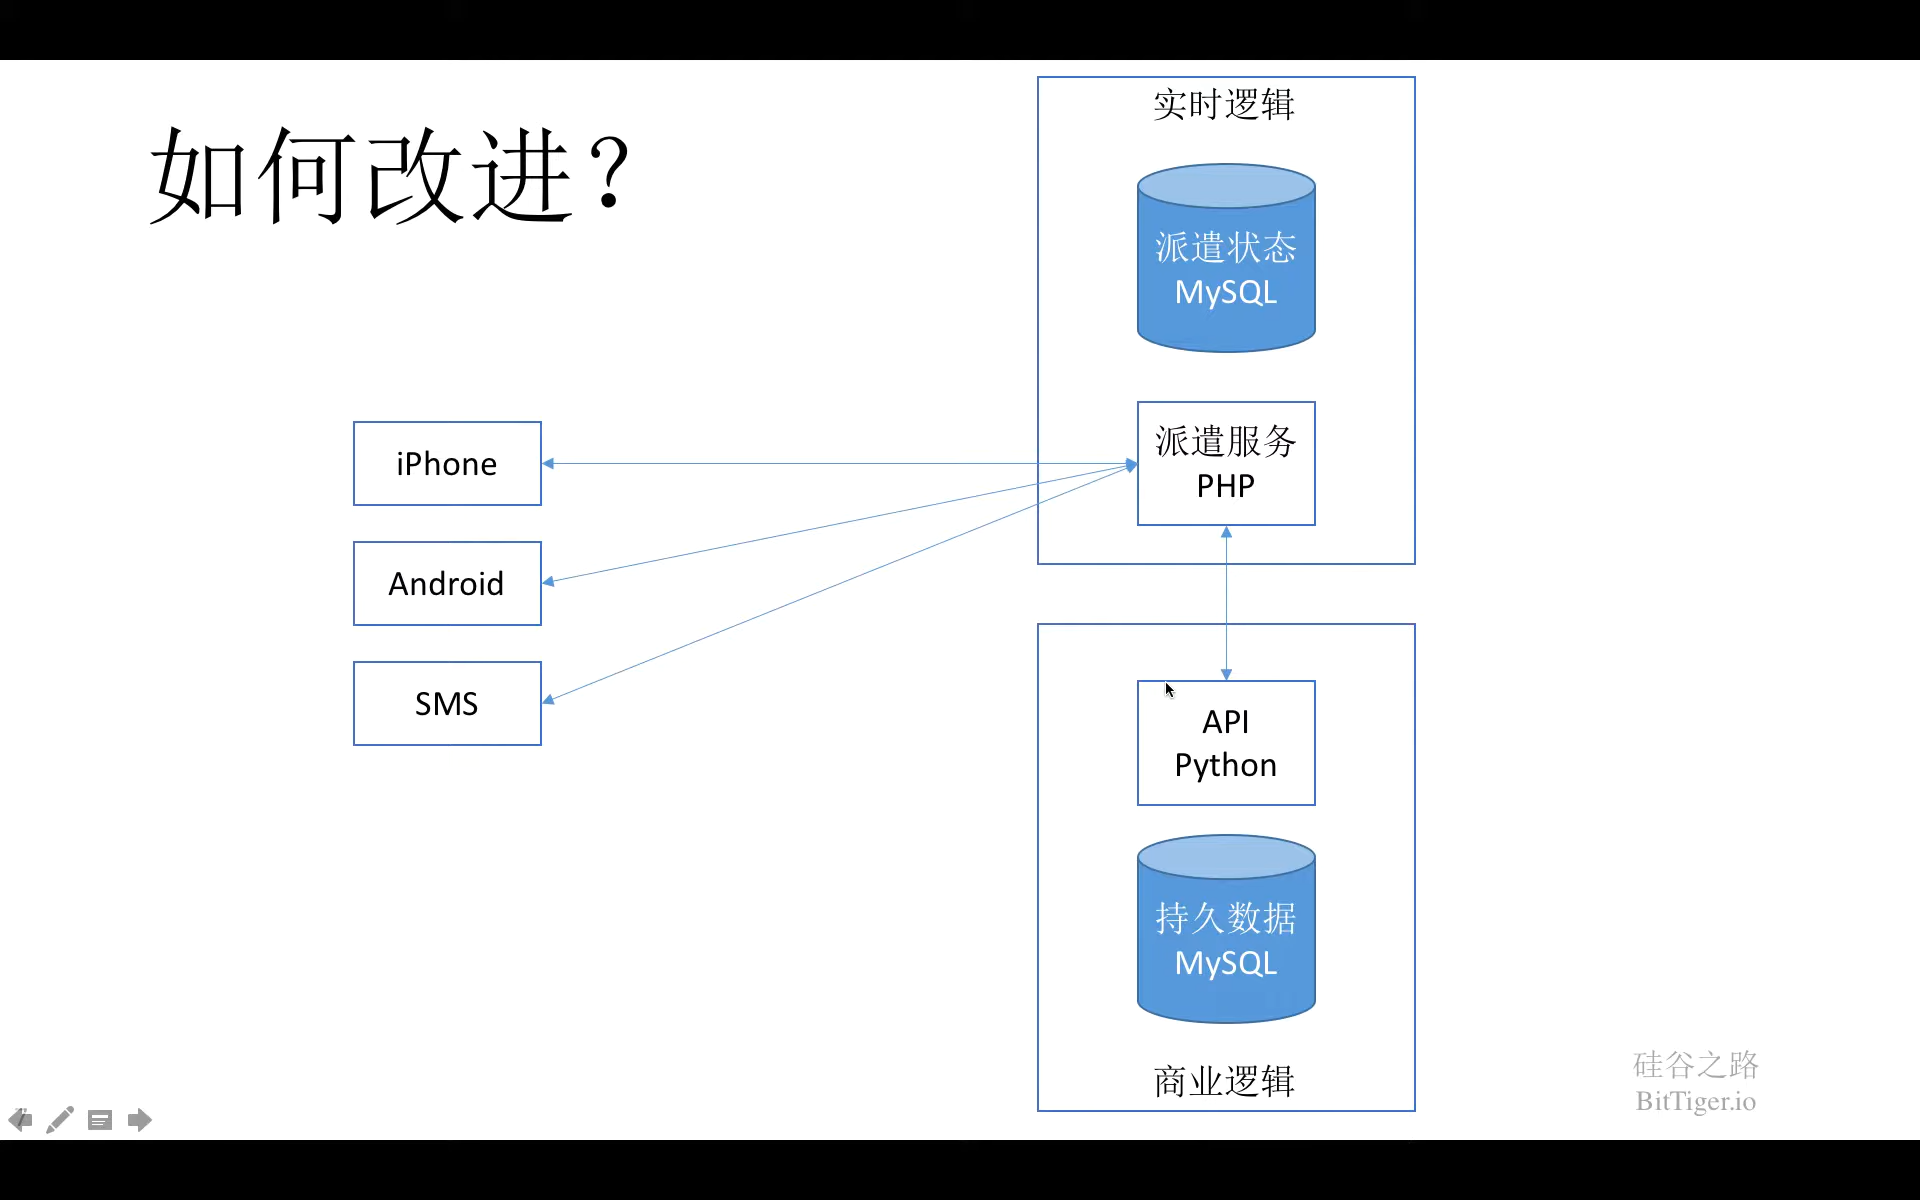 如何改进？
实时逻辑
派遣状态
MySQL
派遣服务
PHP
iPhone
Android
SMS
API
Python
持久数据
MySQL
商业逻辑
硅谷之路
BitTiger.io